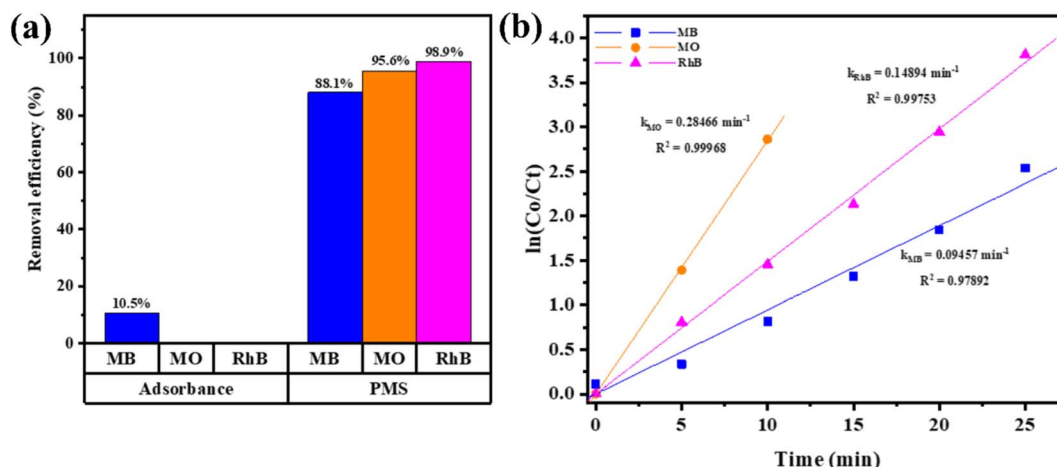 (a)
Removal efficiency (%)
100
80
60
40
20
0
10.5%
88.1%
95.6%
98.9%
MB MO RhB MB MO RhB
Adsorbance PMS
(b)
ln(Co/Ct)
4.0
3.5
3.0
2.5
2.0
1.5
1.0
0.5
0.0
MB
MO
RhB
kRhB = 0.14894 min-1
R2 = 0.99753
kMO = 0.28466 min-1
R2 = 0.99968
kMB = 0.09457 min-1
R2 = 0.97892
0 5 10 15 20 25
Time (min)